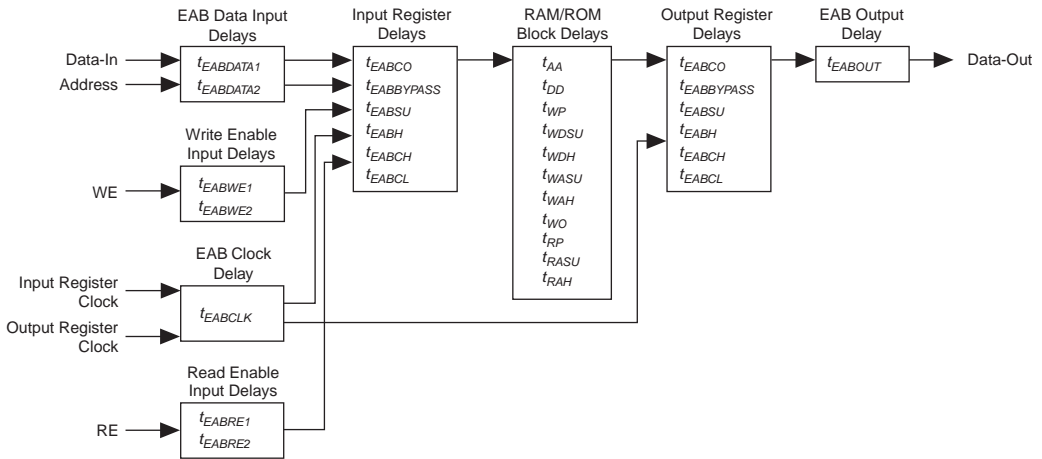 EAB Data Input
Delays
Data-In
Address
tEABDATA1
tEABDATA2
Write Enable
Input Delays
WE
tEABWE1
tEABWE2
EAB Clock
Delay
Input Register
Clock
Output Register
Clock
tEABCLK
Read Enable
Input Delays
RE
tEABRE1
tEABRE2
Input Register
Delays
tEABCO
tEABBYPASS
tEABSU
tEABH
tEABCH
tEABCL
RAM/ROM
Block Delays
tAA
tDD
tWP
tWDSU
tWDH
tWASU
tWAH
tWO
tRP
tRASU
tRAH
Output Register
Delays
tEABCO
tEABBYPASS
tEABSU
tEABH
tEABCH
tEABCL
EAB Output
Delay
tEABOUT
Data-Out